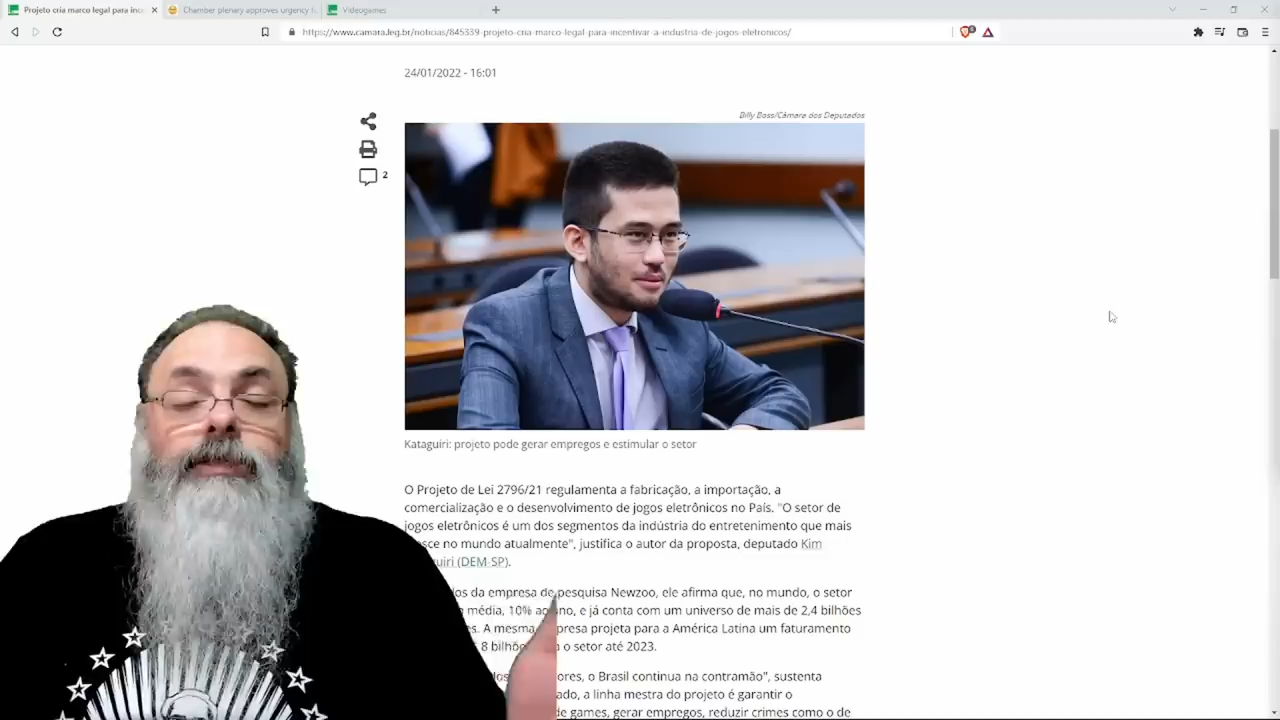 Projeto cria marco legal para inc
Chamber plenary approves urgency f
Videogames
https://www.camara.leg.br/noticias/845339-projeto-cria-marco-legal-para-incentivar-a-industria-de-jogos-eletronicos/
24/01/2022 - 16:01
Billy Boss/Câmara dos Deputados
2
Kataguiri: projeto pode gerar empregos e estimular o setor
O Projeto de Lei 2796/21 regulamenta a fabricação, a importação, a
comercialização e o desenvolvimento de jogos eletrônicos no País. "O setor de
jogos eletrônicos é um dos segmentos da indústria do entretenimento que mais
no mundo atualmente", justifica o autor da proposta, deputado Kim
(DEM-SP).
da empresa de pesquisa Newzoo, ele afirma que, no mundo, o setor
média, 10% ao ano, e já conta com um universo de mais de 2,4 bilhões
A mesma empresa projeta para a América Latina um faturamento
8 bilhões o setor até 2023.
o Brasil continua na contramão", sustenta
a linha mestra do projeto é garantir o
de games, gerar empregos, reduzir crimes como o de